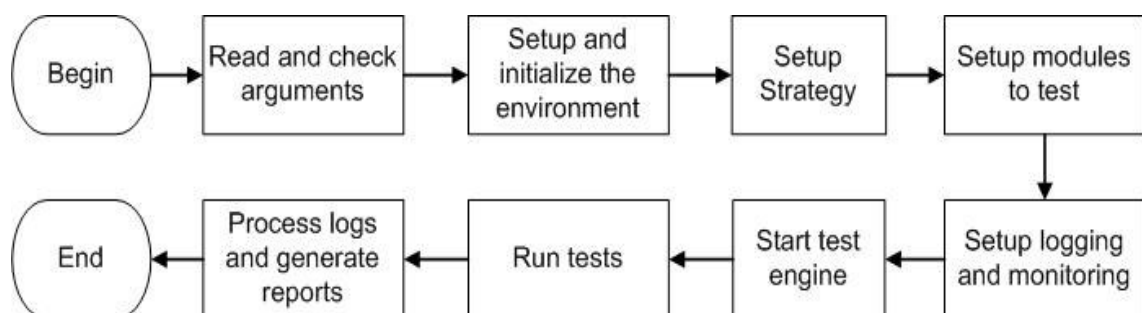 Begin
Read and check
arguments
Setup and
initialize the
environment
Setup
Strategy
Setup modules
to test
Setup logging
and monitoring
Start test
engine
Run tests
Process logs
and generate
reports
End